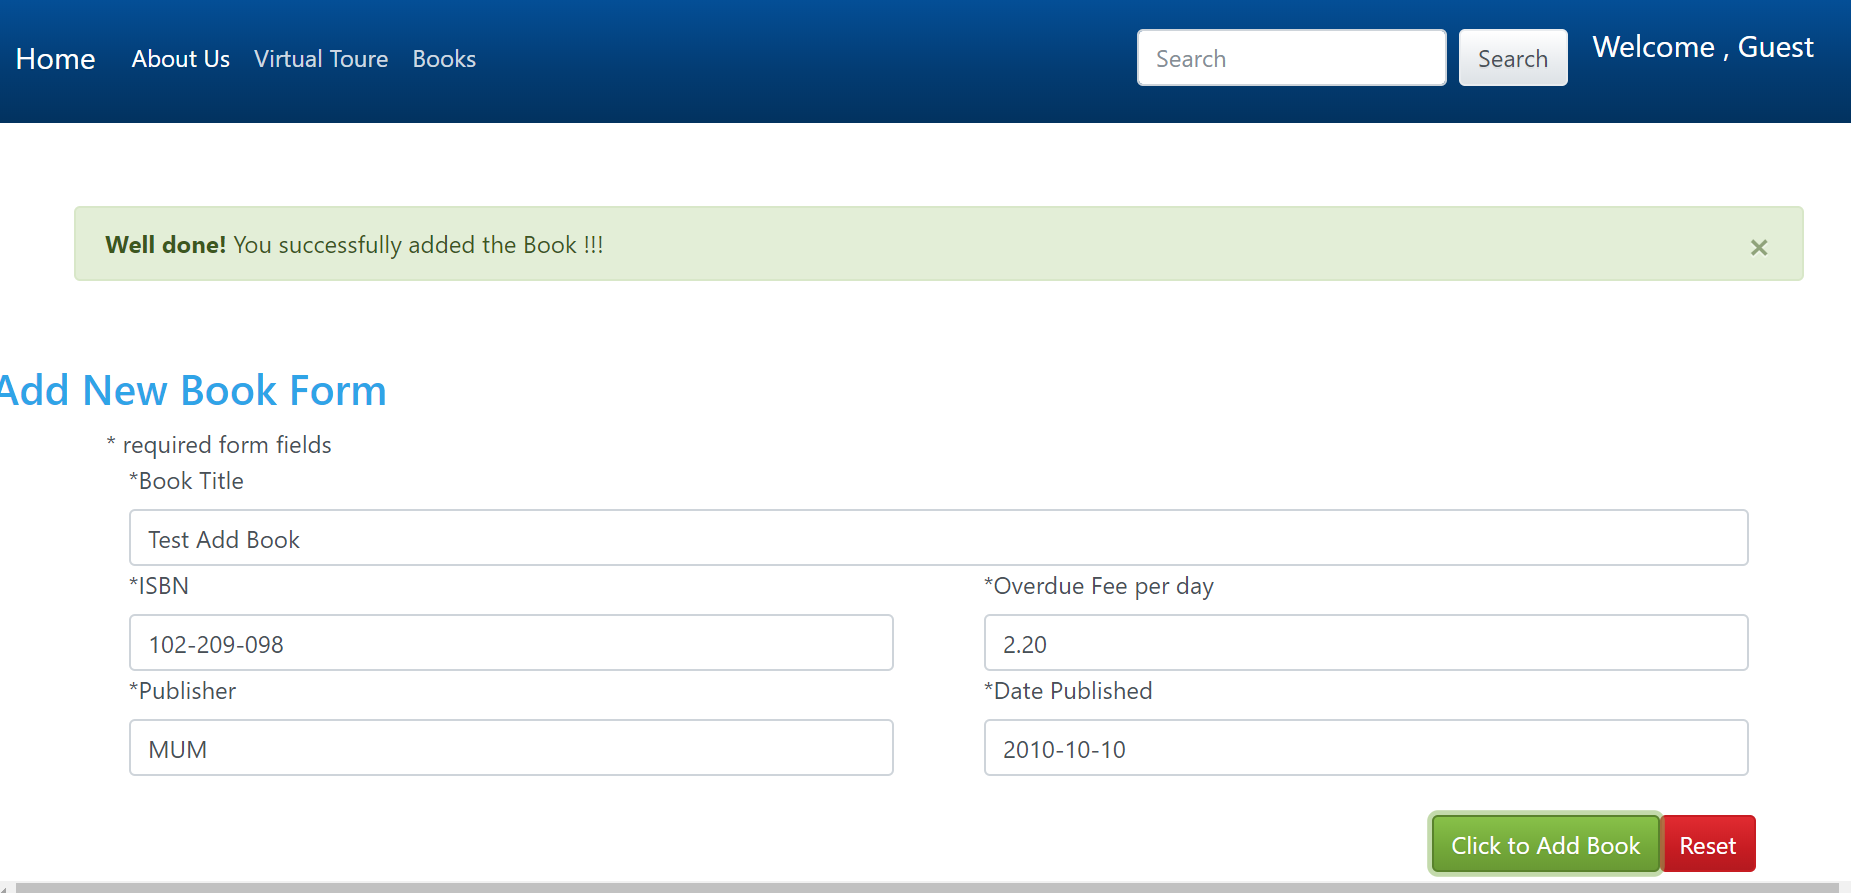 Home About Us Virtual Toure Books Search Search Welcome , Guest
Well done! You successfully added the Book !!! ×
Add New Book Form
* required form fields
*Book Title
Test Add Book
*ISBN *Overdue Fee per day
102-209-098 2.20
*Publisher *Date Published
MUM 2010-10-10
Click to Add Book Reset